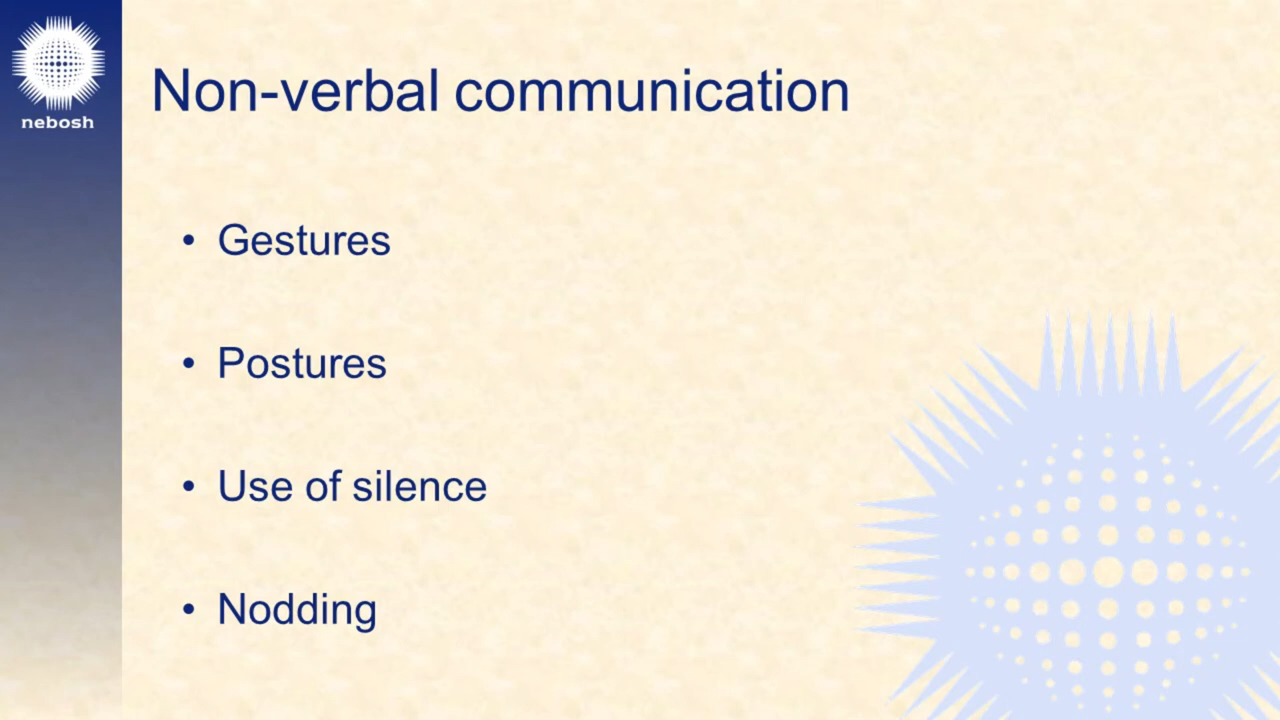 nebosh
Non-verbal communication
• Gestures
• Postures
• Use of silence
• Nodding